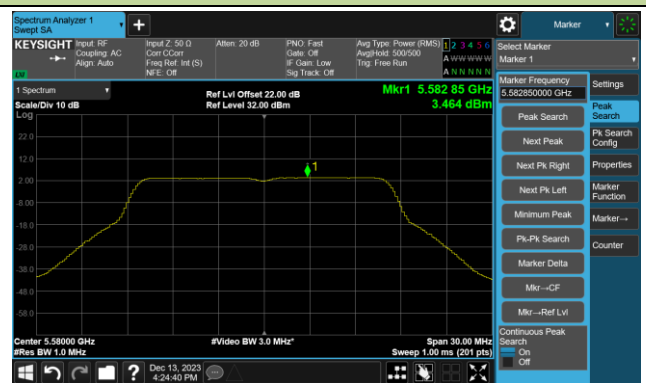 Spectrum Analyzer 1
Swept SA
+
Marker
KEYSIGHT
Input: RF
Coupling: AC
Align: Auto
Input Z: 50 Ω
Corr CCorr
Freq Ref: Int (S)
NFE: Off
Atten: 20 dB
PNO: Fast
Gate: Off
IF Gain: Low
Sig Track: Off
Avg Type: Power (RMS)
Avg|Hold: 500/500
Trig: Free Run
1 2 3 4 5 6
A W W W W W
A N N N N N
LXI
Select Marker
Marker 1
1 Spectrum
Scale/Div 10 dB
Log
Ref Lvl Offset 22.00 dB
Ref Level 32.00 dBm
Mkr1 5.582 85 GHz
3.464 dBm
22.0
12.0
2.00
-8.00
-18.0
-28.0
-38.0
-48.0
-58.0
1
Center 5.58000 GHz
#Res BW 1.0 MHz
#Video BW 3.0 MHz*
Span 30.00 MHz
Sweep 1.00 ms (201 pts)
Marker Frequency
5.582850000 GHz
Peak Search
Next Peak
Next Pk Right
Next Pk Left
Minimum Peak
Pk-Pk Search
Marker Delta
Mkr→CF
Mkr→Ref Lvl
Continuous Peak
Search
On
Off
Settings
Peak
Search
Pk Search
Config
Properties
Marker
Function
Marker→
Counter
?
Dec 13, 2023
4:24:40 PM